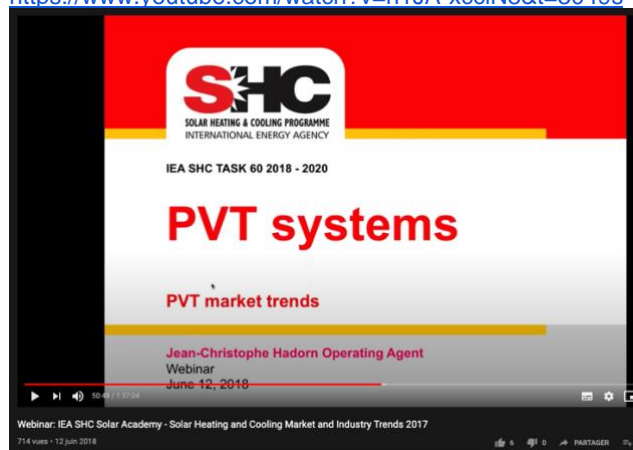 SHC
SOLAR HEATING & COOLING PROGRAMME
INTERNATIONAL ENERGY AGENCY
IEA SHC TASK 60 2018 - 2020
PVT systems
PVT market trends
Jean-Christophe Hadorn Operating Agent
Webinar
June 12, 2018
50:49 / 1:37:04
Webinar: IEA SHC Solar Academy - Solar Heating and Cooling Market and Industry Trends 2017
714 vues • 12 juin 2018
6 0 PARTAGER